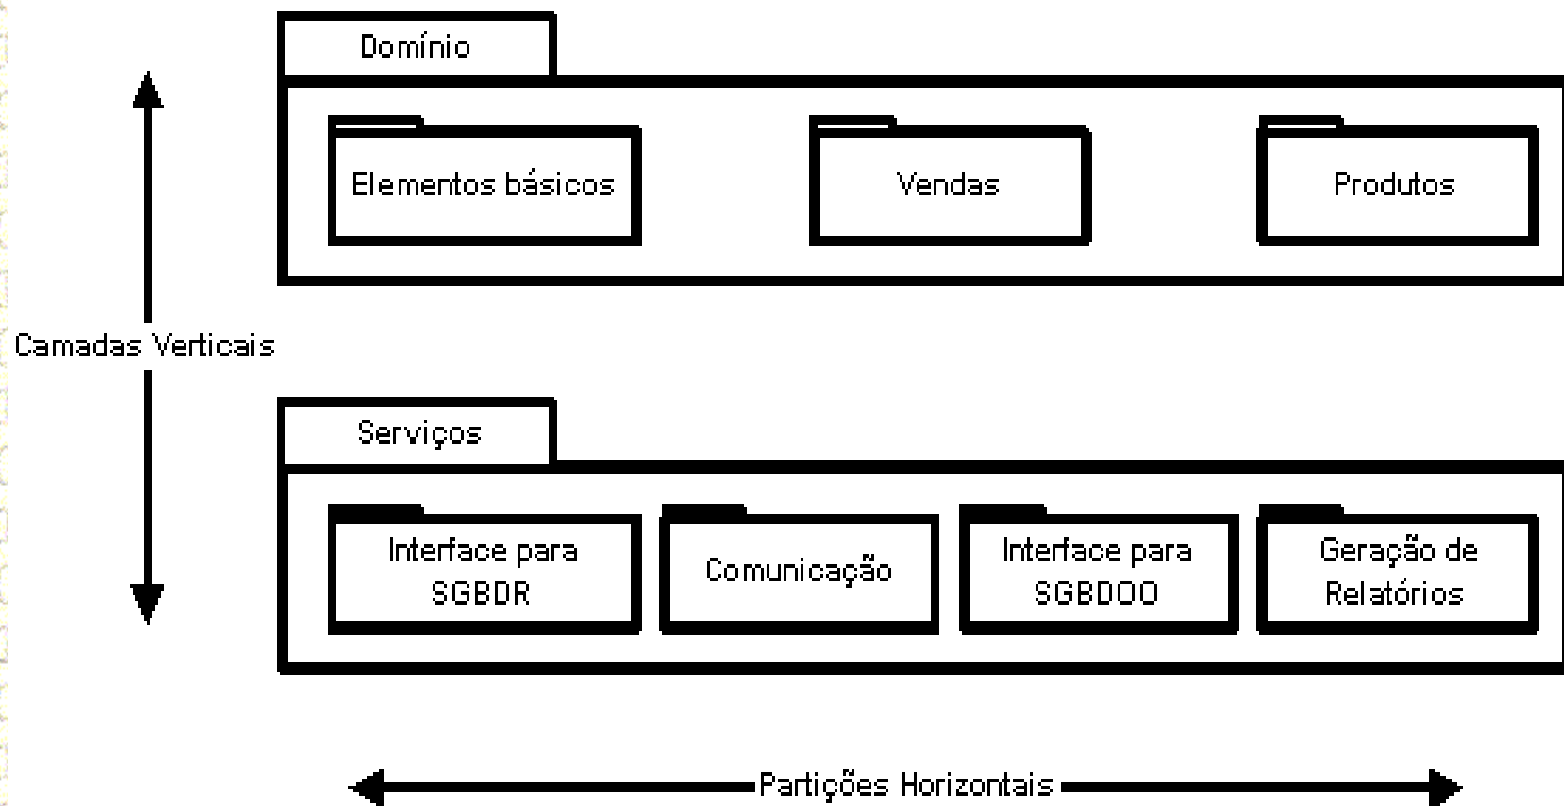 Domínio
Elementos básicos
Vendas
Produtos
Camadas Verticais
Serviços
Interface para
SGBDR
Comunicação
Interface para
SGBDOO
Geração de
Relatórios
Partições Horizontais